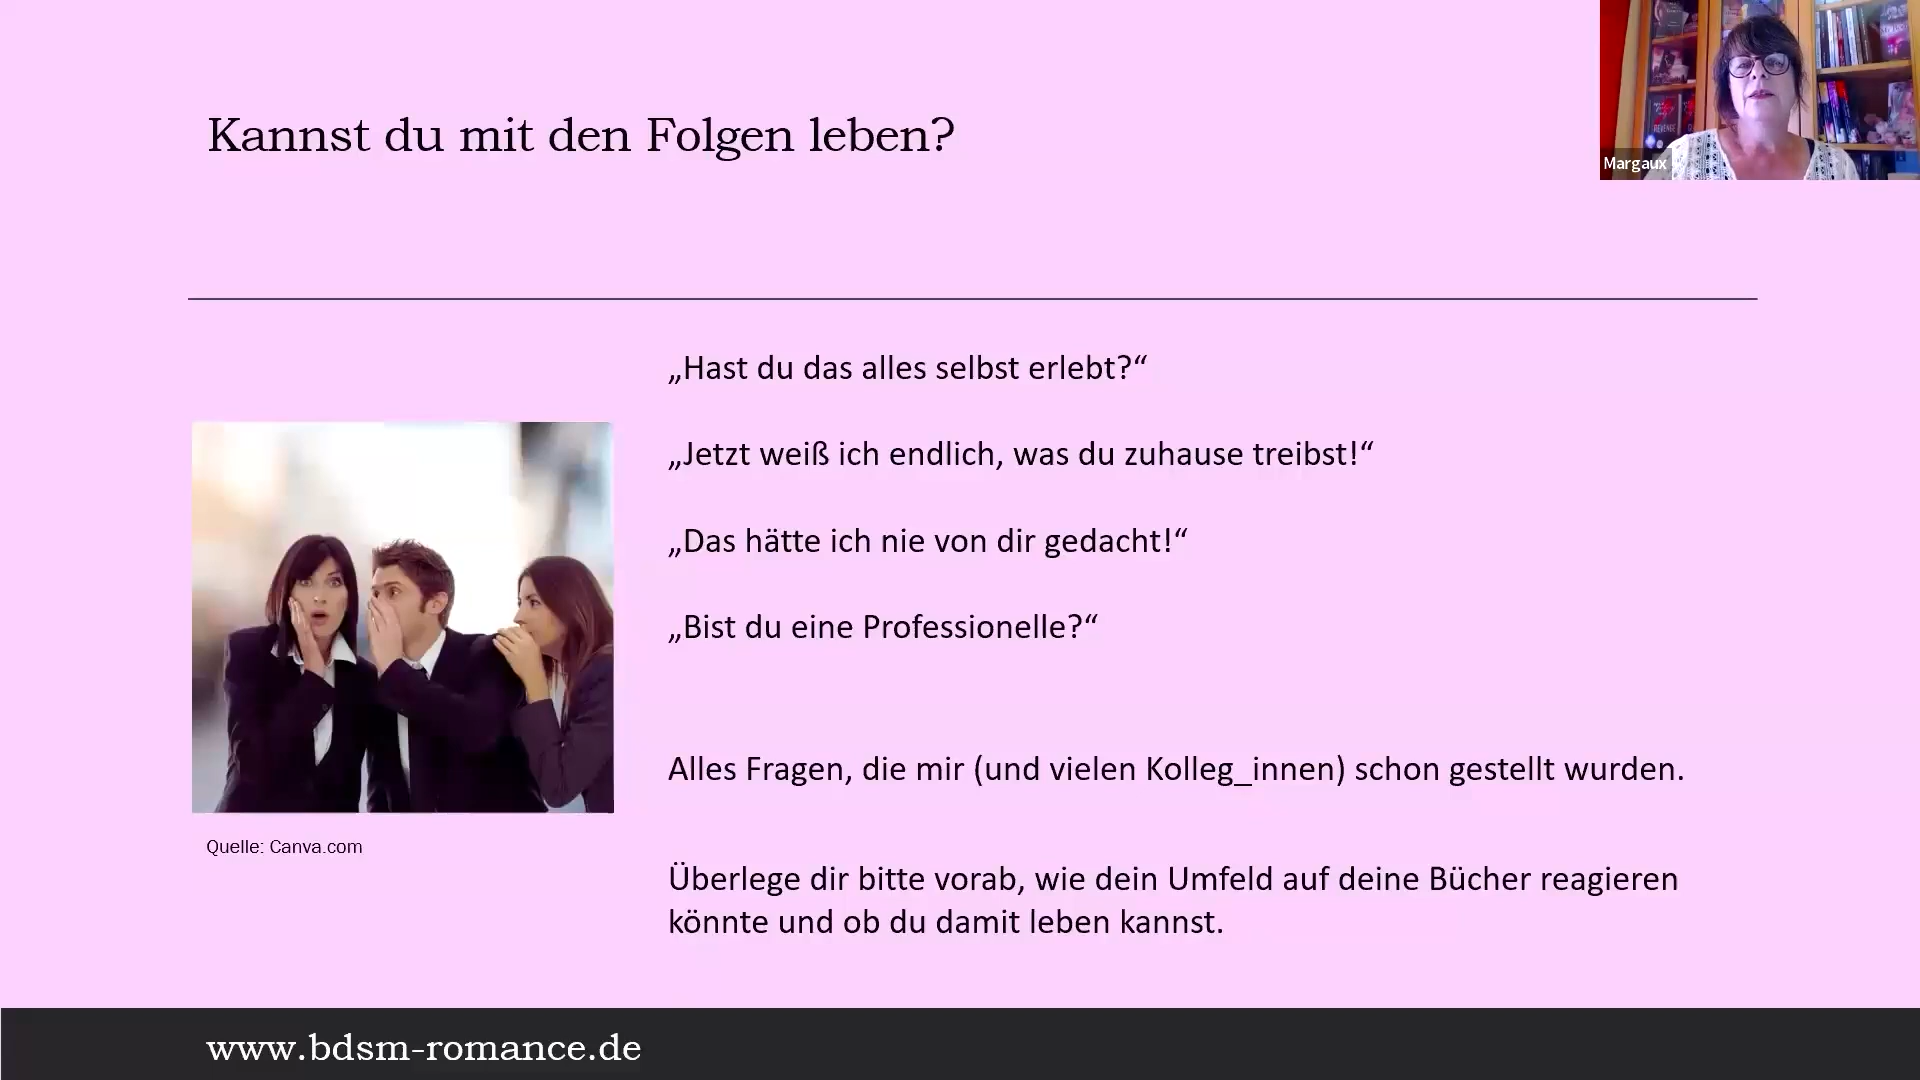 Kannst du mit den Folgen leben?
Margaux
REVENGE
„Hast du das alles selbst erlebt?“
„Jetzt weiß ich endlich, was du zuhause treibst!“
„Das hätte ich nie von dir gedacht!“
„Bist du eine Professionelle?“
Alles Fragen, die mir (und vielen Kolleg_innen) schon gestellt wurden.
Quelle: Canva.com
Überlege dir bitte vorab, wie dein Umfeld auf deine Bücher reagieren
könnte und ob du damit leben kannst.
www.bdsm-romance.de